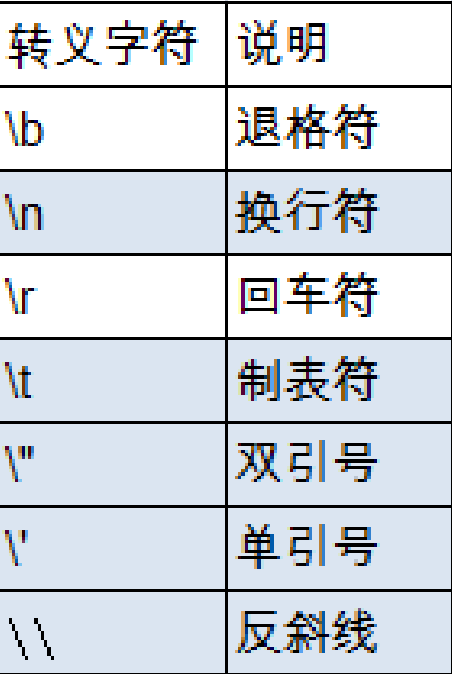 转义字符 说明
\b 退格符
\n 换行符
\r 回车符
\t 制表符
\" 双引号
\' 单引号
\\ 反斜线